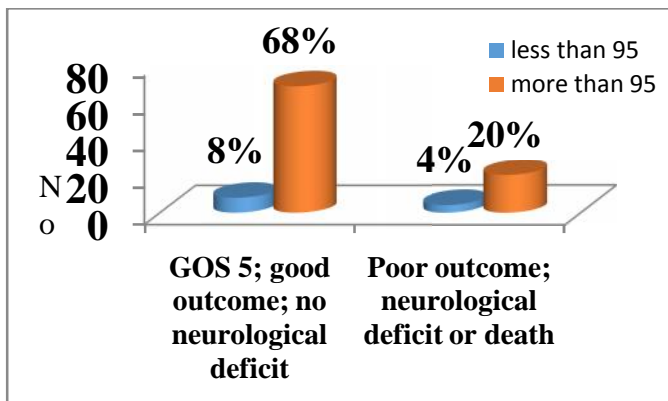 68%
less than 95
more than 95
80
60
40
20
0
N
o
8%
4%
20%
GOS 5; good
outcome; no
neurological
deficit
Poor outcome;
neurological
deficit or death